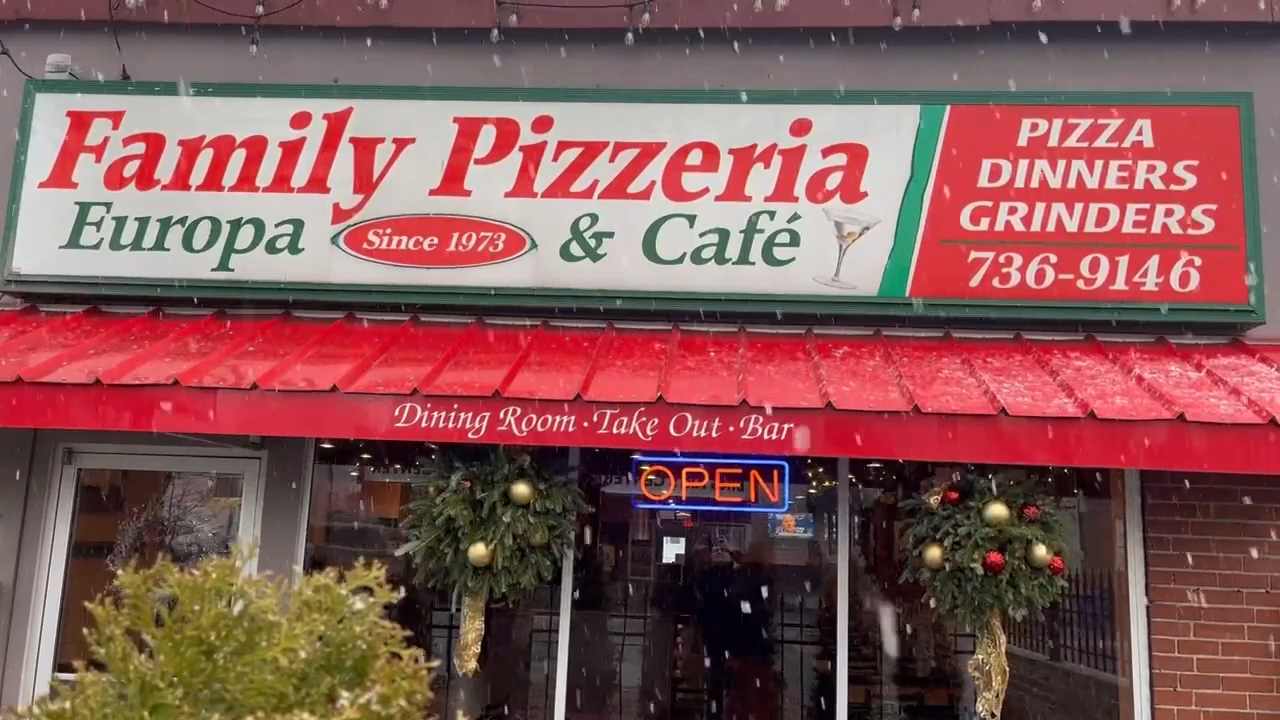 Family Pizzeria
Europa Since 1973 & Café
PIZZA
DINNERS
GRINDERS
736-9146
Dining Room · Take Out · Bar
OPEN